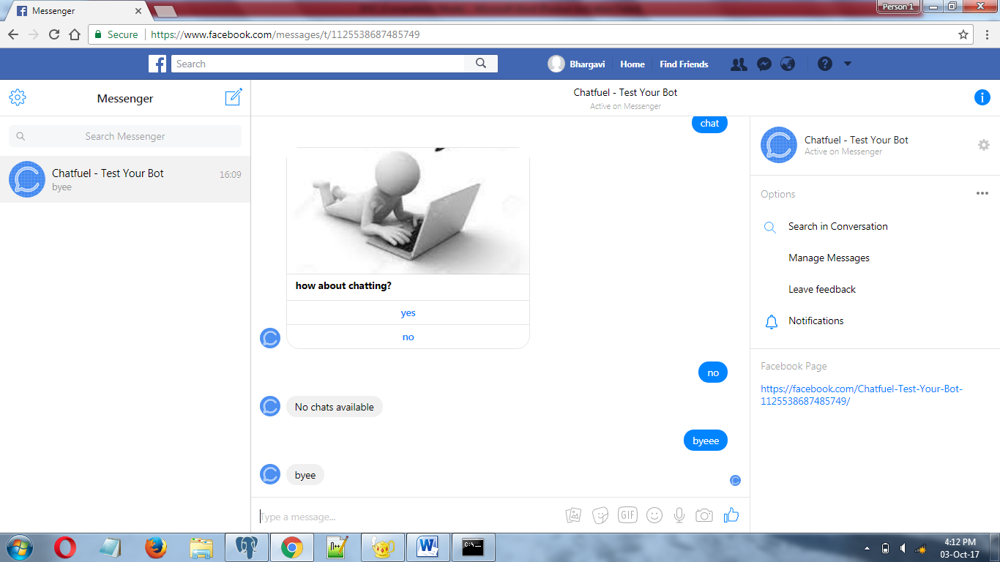 Messenger
Person 1
Secure
https://www.facebook.com/messages/t/1125538687485749
f
Search
Bhargavi
Home
Find Friends
?
Messenger
Chatfuel - Test Your Bot
Active on Messenger
i
Search Messenger
Chatfuel - Test Your Bot
16:09
byee
chat
how about chatting?
yes
no
no
No chats available
byeee
byee
Type a message...
GIF
Chatfuel - Test Your Bot
Active on Messenger
Options
Search in Conversation
Manage Messages
Leave feedback
Notifications
Facebook Page
https://facebook.com/Chatfuel-Test-Your-Bot-
1125538687485749/
4:12 PM
03-Oct-17